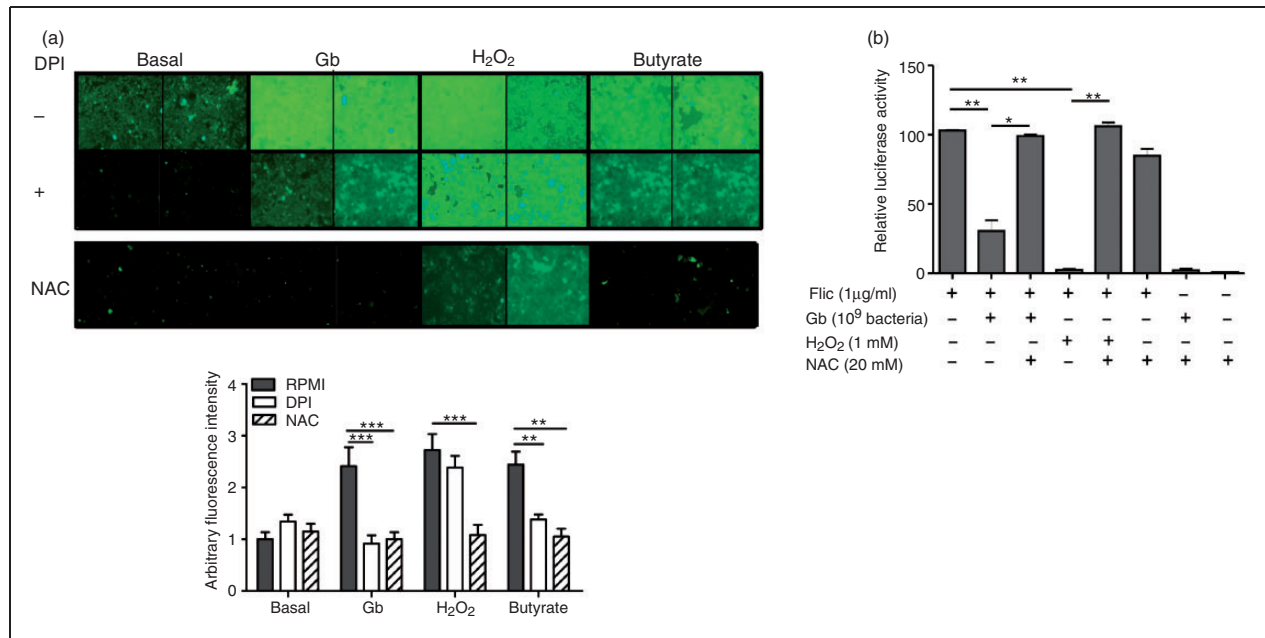 (a)
DPI Basal Gb H₂O₂ Butyrate
–
+
NAC
Arbitrary fluorescence intensity
4
3
2
1
0
RPMI
DPI
NAC
*** *** *** ** **
Basal Gb H₂O₂ Butyrate
(b)
Relative luciferase activity
150
100
50
0
** ** * **
Flic (1μg/ml) + + + + + + – –
Gb (10⁹ bacteria) – + + – – – + –
H₂O₂ (1 mM) – – – + + – – –
NAC (20 mM) – – + – + + + +